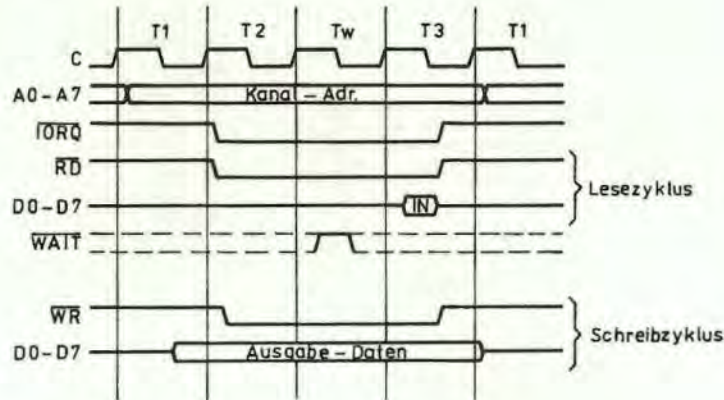 T1 T2 Tw T3 T1
C
A0-A7 Kanal-Adr.
IORQ
RD
Lesezyklus
D0-D7 IN
WAIT
WR
Schreibzyklus
D0-D7 Ausgabe-Daten